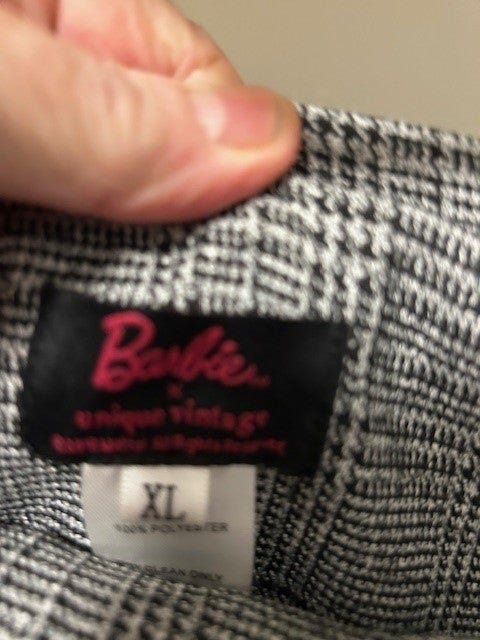 Barbie
x
unique vintage
XL
100% POLYESTER
CLEAN ONLY